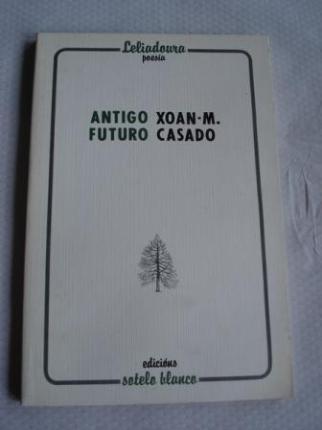 Leliadoura
poesía
ANTIGO XOAN-M.
FUTURO CASADO
edicións
sotelo blanco